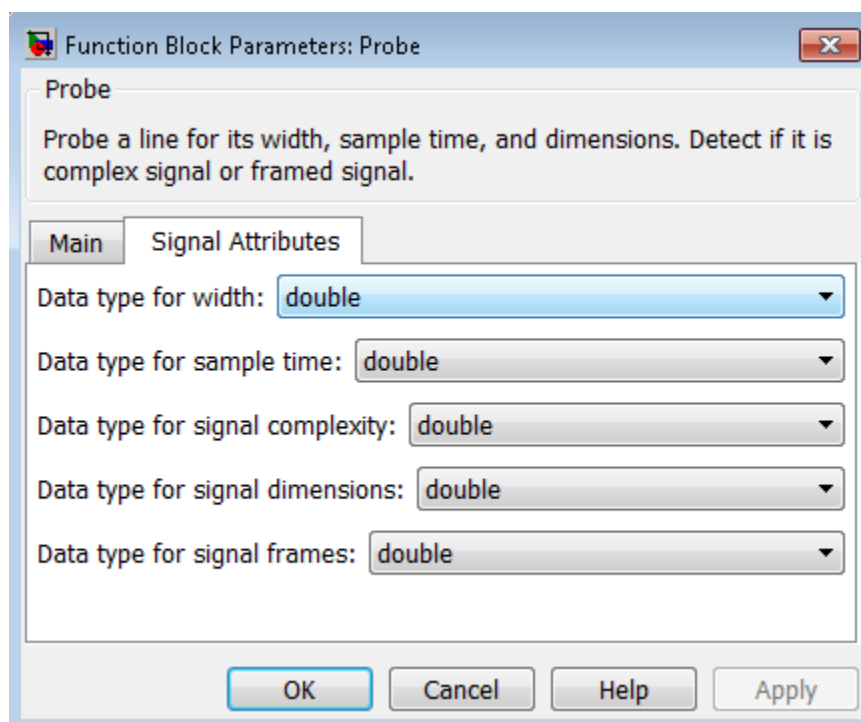 Function Block Parameters: Probe
Probe
Probe a line for its width, sample time, and dimensions. Detect if it is
complex signal or framed signal.
Main Signal Attributes
Data type for width: double
Data type for sample time: double
Data type for signal complexity: double
Data type for signal dimensions: double
Data type for signal frames: double
OK Cancel Help Apply